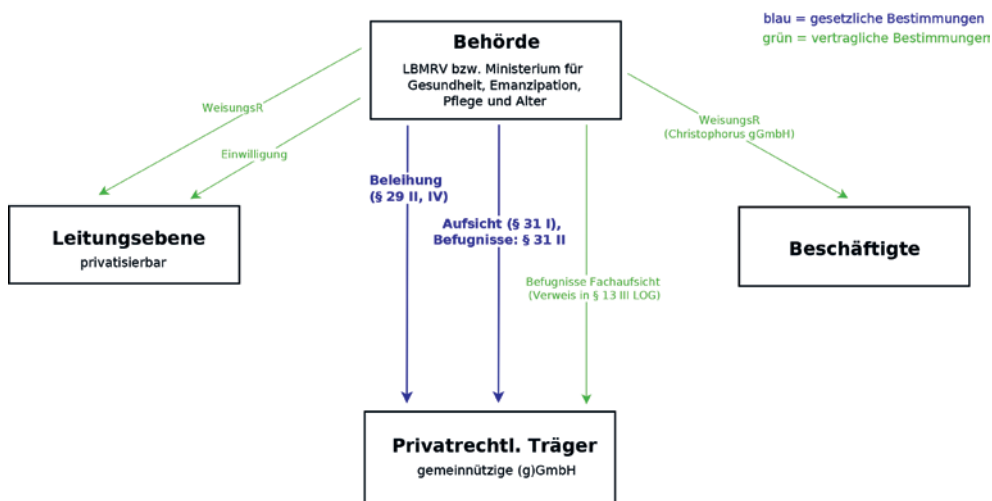 blau = gesetzliche Bestimmungen
grün = vertragliche Bestimmungen
Behörde
LBMRV bzw. Ministerium für
Gesundheit, Emanzipation,
Pflege und Alter
WeisungsR
Einwilligung
WeisungsR
(Christophorus gGmbH)
Beleihung
(§ 29 II, IV)
Aufsicht (§ 31 I),
Befugnisse: § 31 II
Leitungsebene
privatisierbar
Beschäftigte
Befugnisse Fachaufsicht
(Verweis in § 13 III LOG)
Privatrechtl. Träger
gemeinnützige (g)GmbH